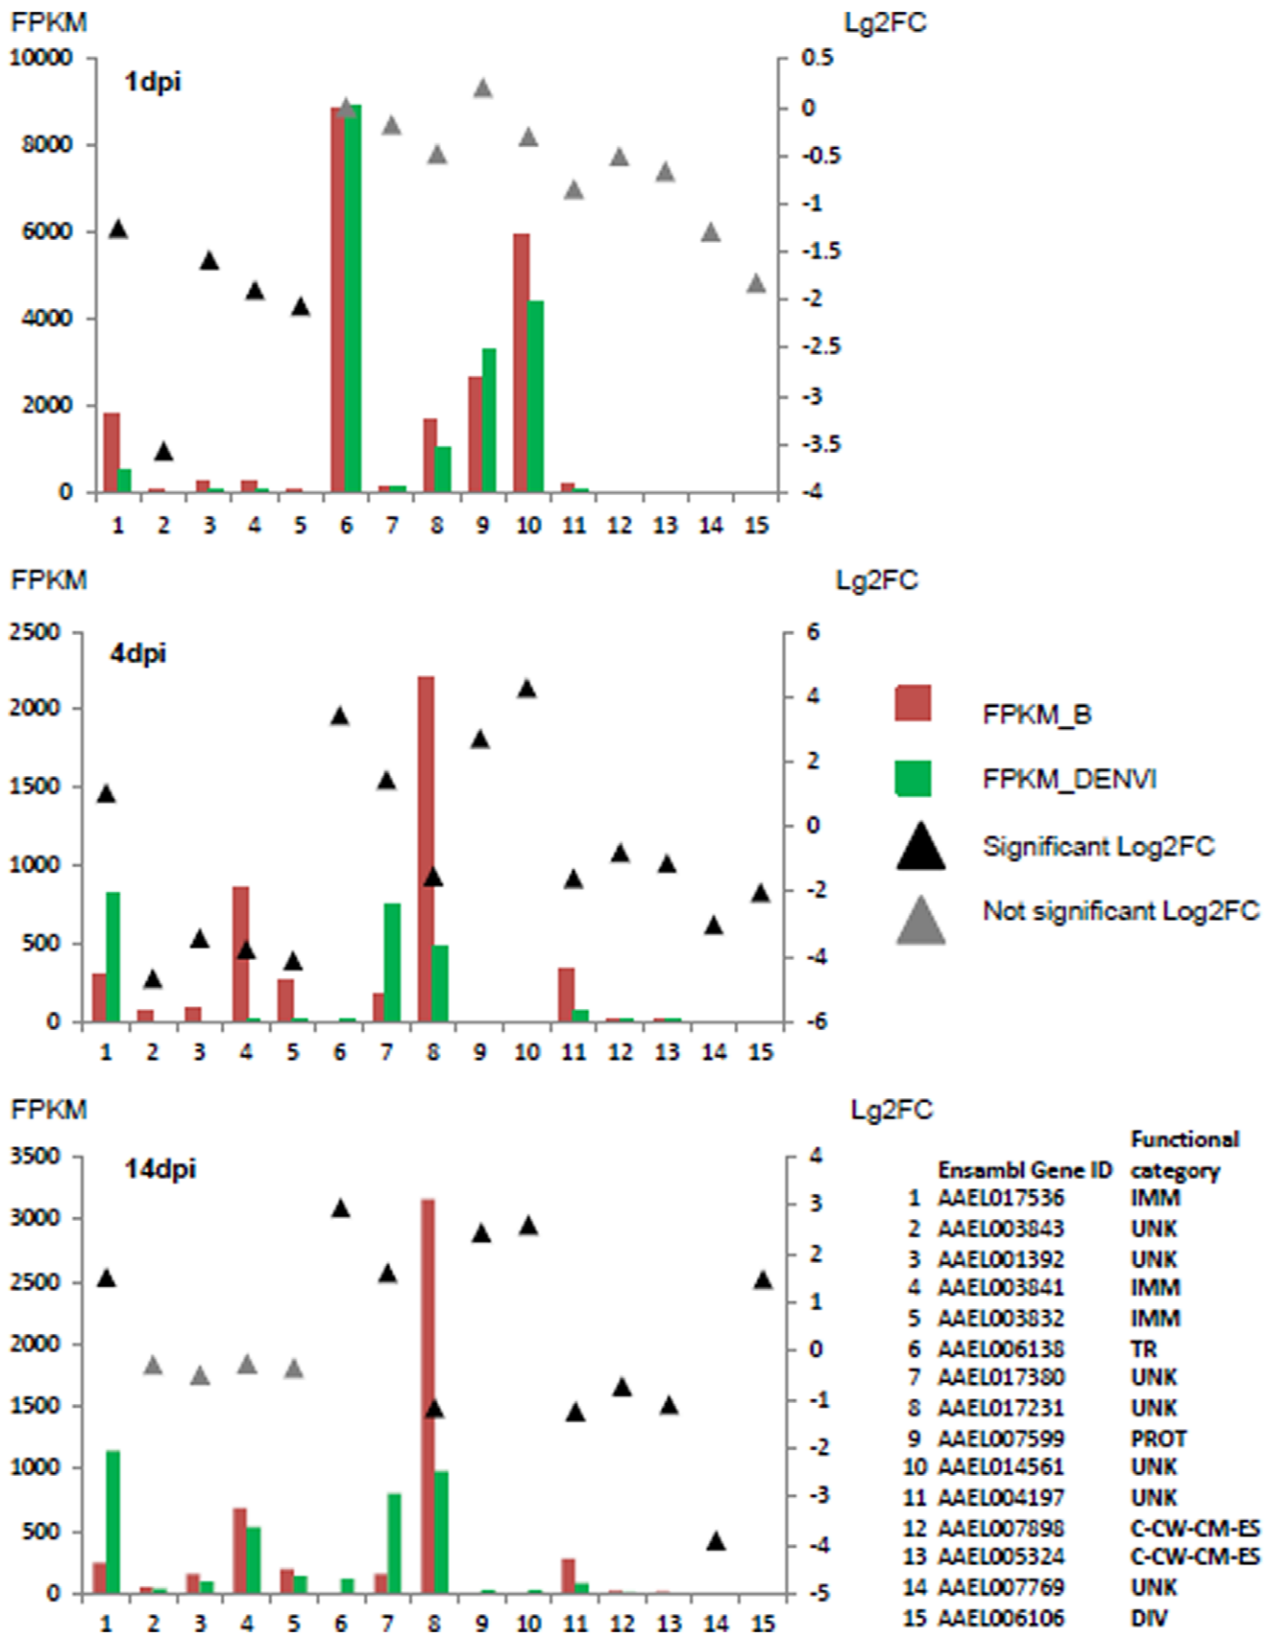 FPKM Lg2FC
10000 0.5
1dpi
0
8000 -0.5
-1
6000 -1.5
-2
4000 -2.5
-3
2000 -3.5
0 -4
1 2 3 4 5 6 7 8 9 10 11 12 13 14 15
FPKM Lg2FC
2500 6
4dpi
2000 4
1500 2
0
1000 -2
500 -4
0 -6
1 2 3 4 5 6 7 8 9 10 11 12 13 14 15
FPKM_B
FPKM_DENVI
Significant Log2FC
Not significant Log2FC
FPKM Lg2FC
3500 4
14dpi
3000 3
2500 2
1
2000 0
1500 -1
1000 -2
-3
500 -4
0 -5
1 2 3 4 5 6 7 8 9 10 11 12 13 14 15
Functional
Ensambl Gene ID category
1 AAEL017536 IMM
2 AAEL003843 UNK
3 AAEL001392 UNK
4 AAEL003841 IMM
5 AAEL003832 IMM
6 AAEL006138 TR
7 AAEL017380 UNK
8 AAEL017231 UNK
9 AAEL007599 PROT
10 AAEL014561 UNK
11 AAEL004197 UNK
12 AAEL007898 C-CW-CM-ES
13 AAEL005324 C-CW-CM-ES
14 AAEL007769 UNK
15 AAEL006106 DIV